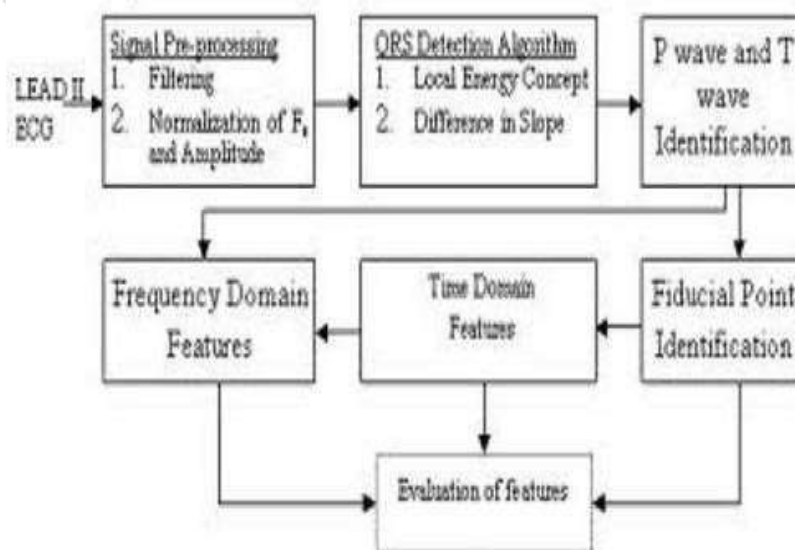 LEAD II
ECG
Signal Pre-processing
1. Filtering
2. Normalization of Fs
and Amplitude
QRS Detection Algorithm
1. Local Energy Concept
2. Difference in Slope
P wave and T
wave
Identification
Frequency Domain
Features
Time Domain
Features
Fiducial Point
Identification
Evaluation of features